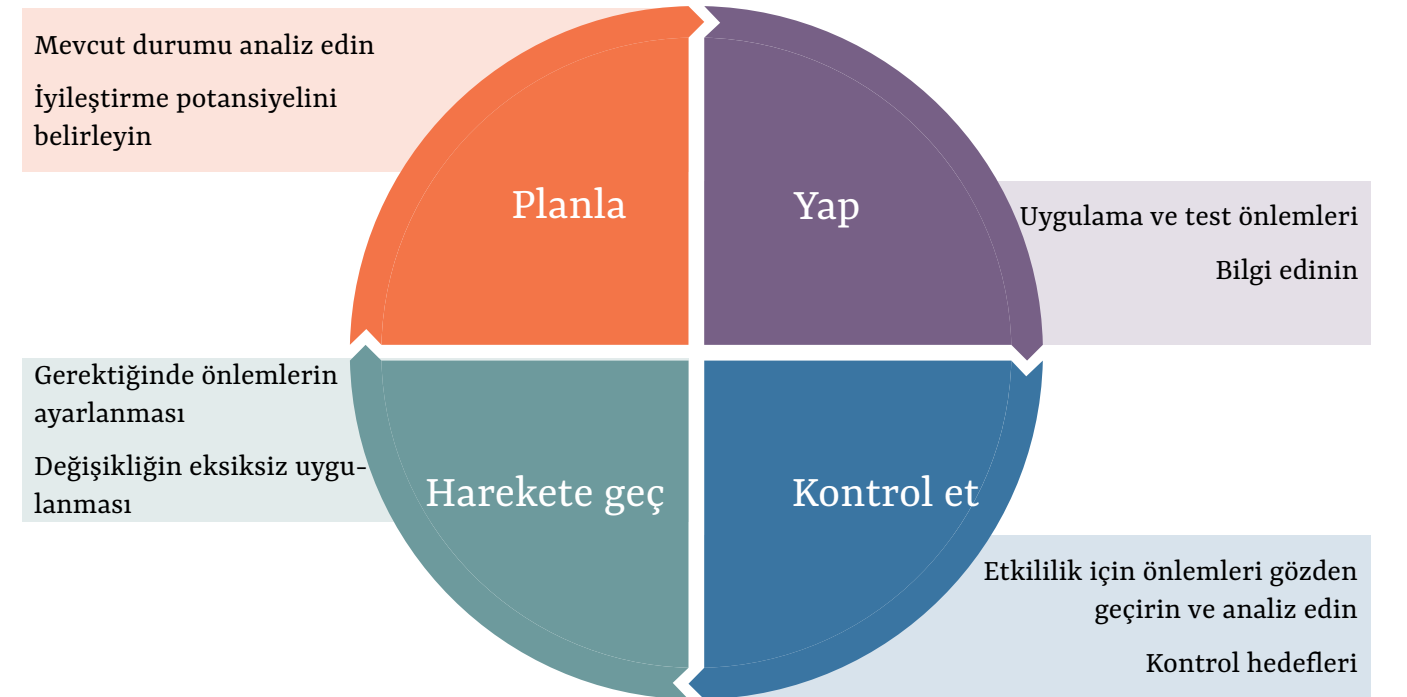 Mevcut durumu analiz edin
İyileştirme potansiyelini
belirleyin
Planla
Yap
Uygulama ve test önlemleri
Bilgi edinin
Gerektiğinde önlemlerin
ayarlanması
Değişikliğin eksiksiz uygu-
lanması
Harekete geç
Kontrol et
Etkililik için önlemleri gözden
geçirin ve analiz edin
Kontrol hedefleri